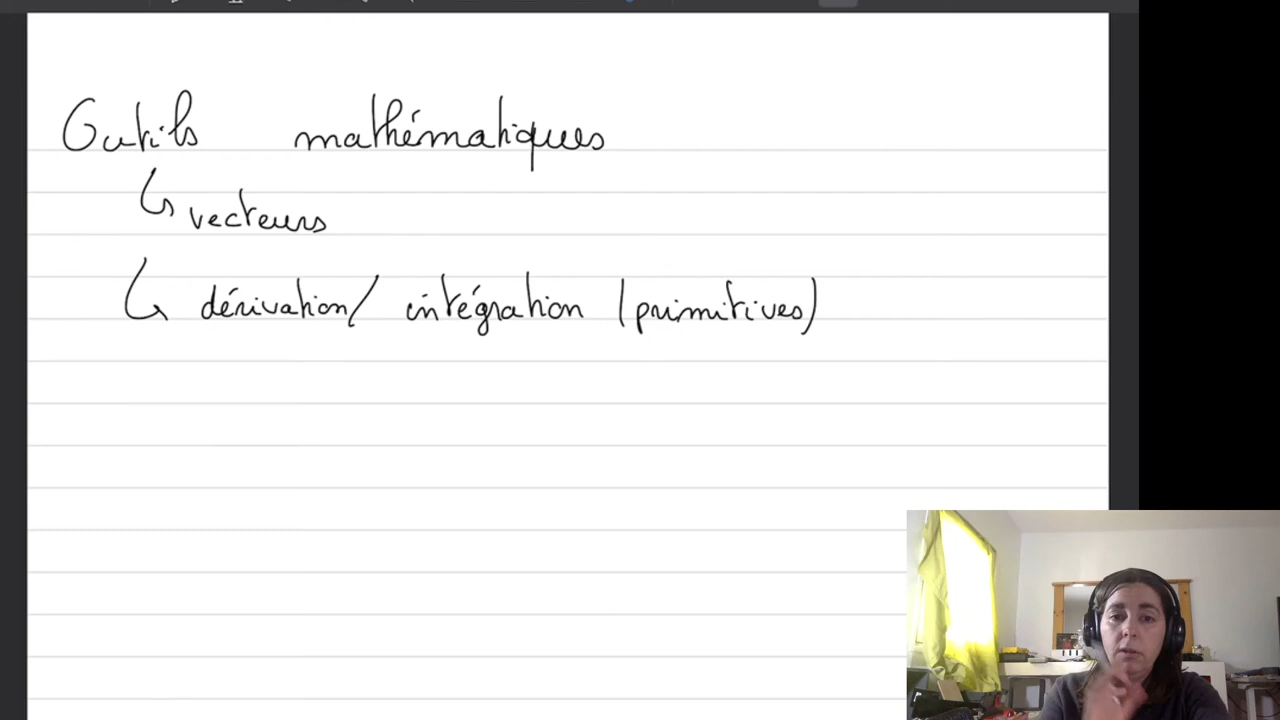 Outils mathématiques
↳ vecteurs
↳ dérivation/ intégration (primitives)